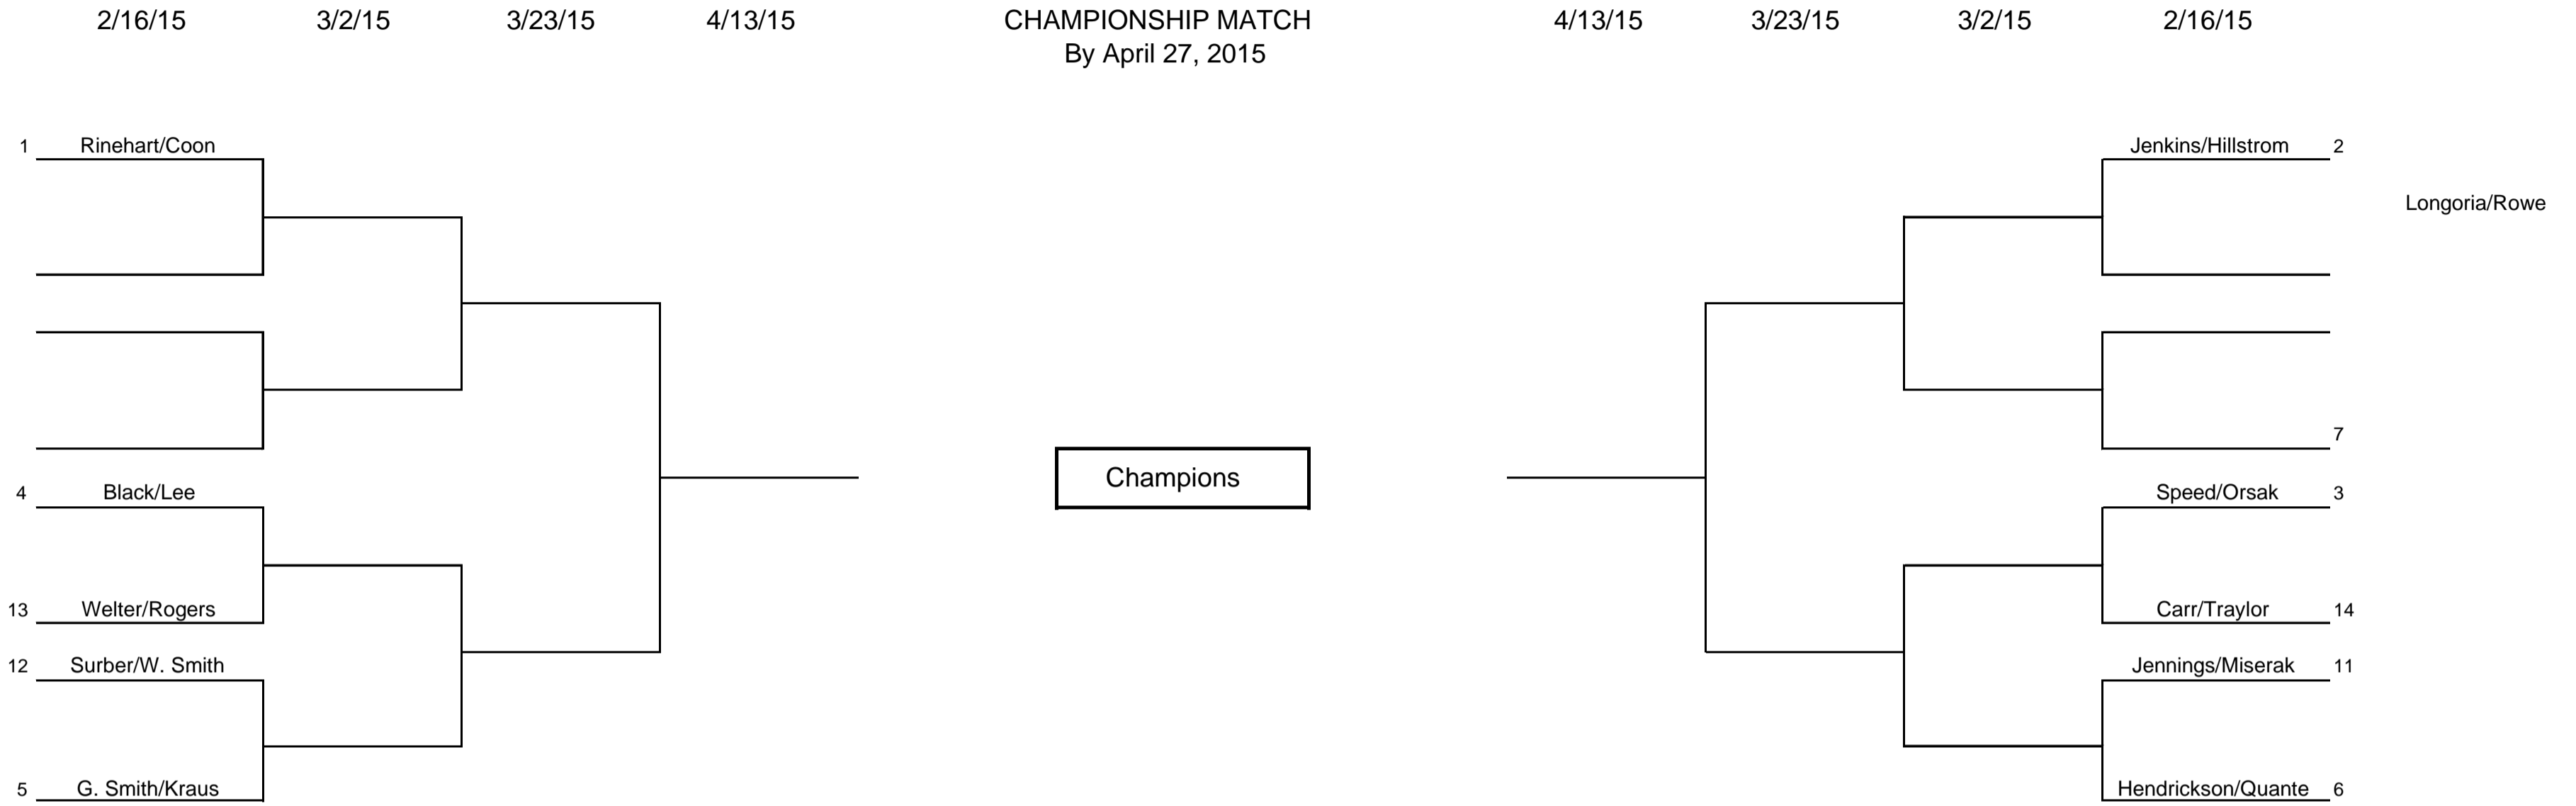 2/16/15 3/2/15 3/23/15 4/13/15 CHAMPIONSHIP MATCH 4/13/15 3/23/15 3/2/15 2/16/15
By April 27, 2015
1 Rinehart/Coon Jenkins/Hillstrom 2
Longoria/Rowe
7
Champions
4 Black/Lee Speed/Orsak 3
13 Welter/Rogers Carr/Traylor 14
12 Surber/W. Smith Jennings/Miserak 11
5 G. Smith/Kraus Hendrickson/Quante 6